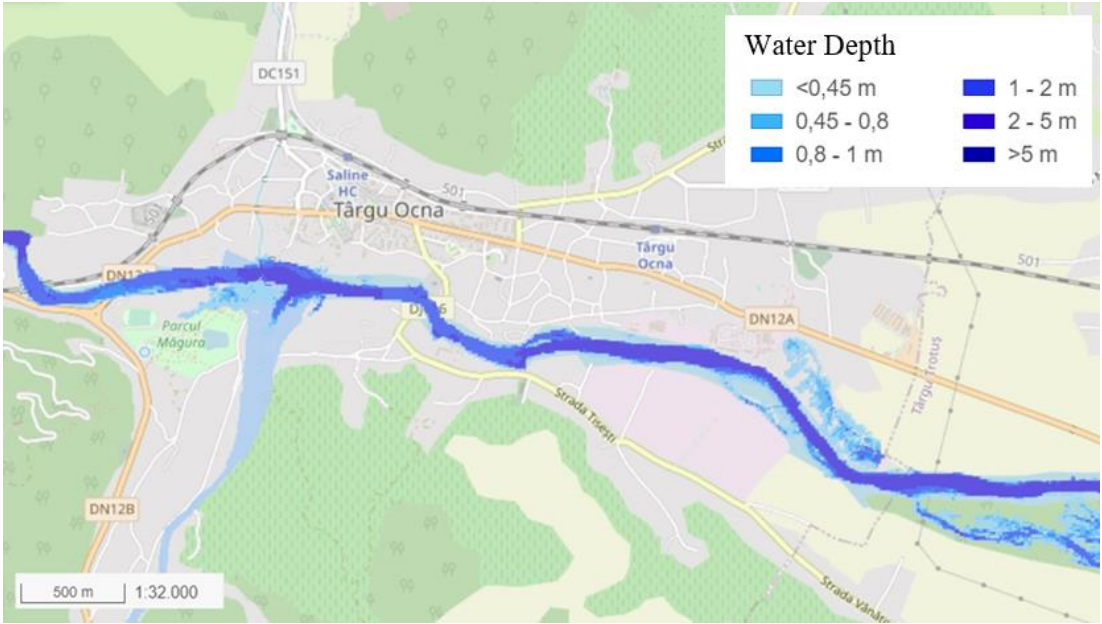 Water Depth
<0,45 m
1 - 2 m
0,45 - 0,8
2 - 5 m
0,8 - 1 m
>5 m
DC151
Saline
HC
501
Târgu Ocna
501
Târgu
Ocna
501
Parcul
Măgura
DN12A
Târgu Trotuș
Strada Tisești
DN12B
500 m
1:32.000